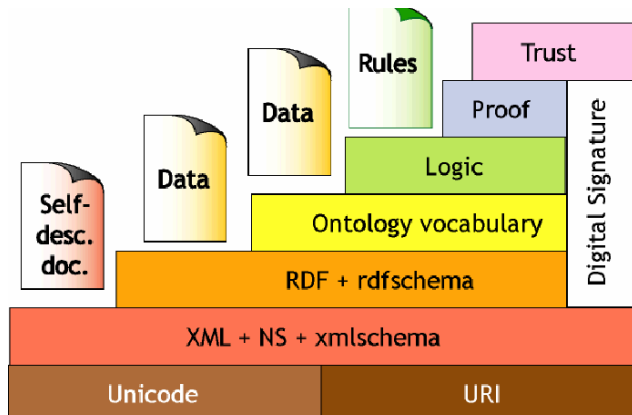 Rules
Trust
Data
Proof
Data
Logic
Self-
desc.
doc.
Ontology vocabulary
Digital Signature
RDF + rdfschema
XML + NS + xmlschema
Unicode
URI